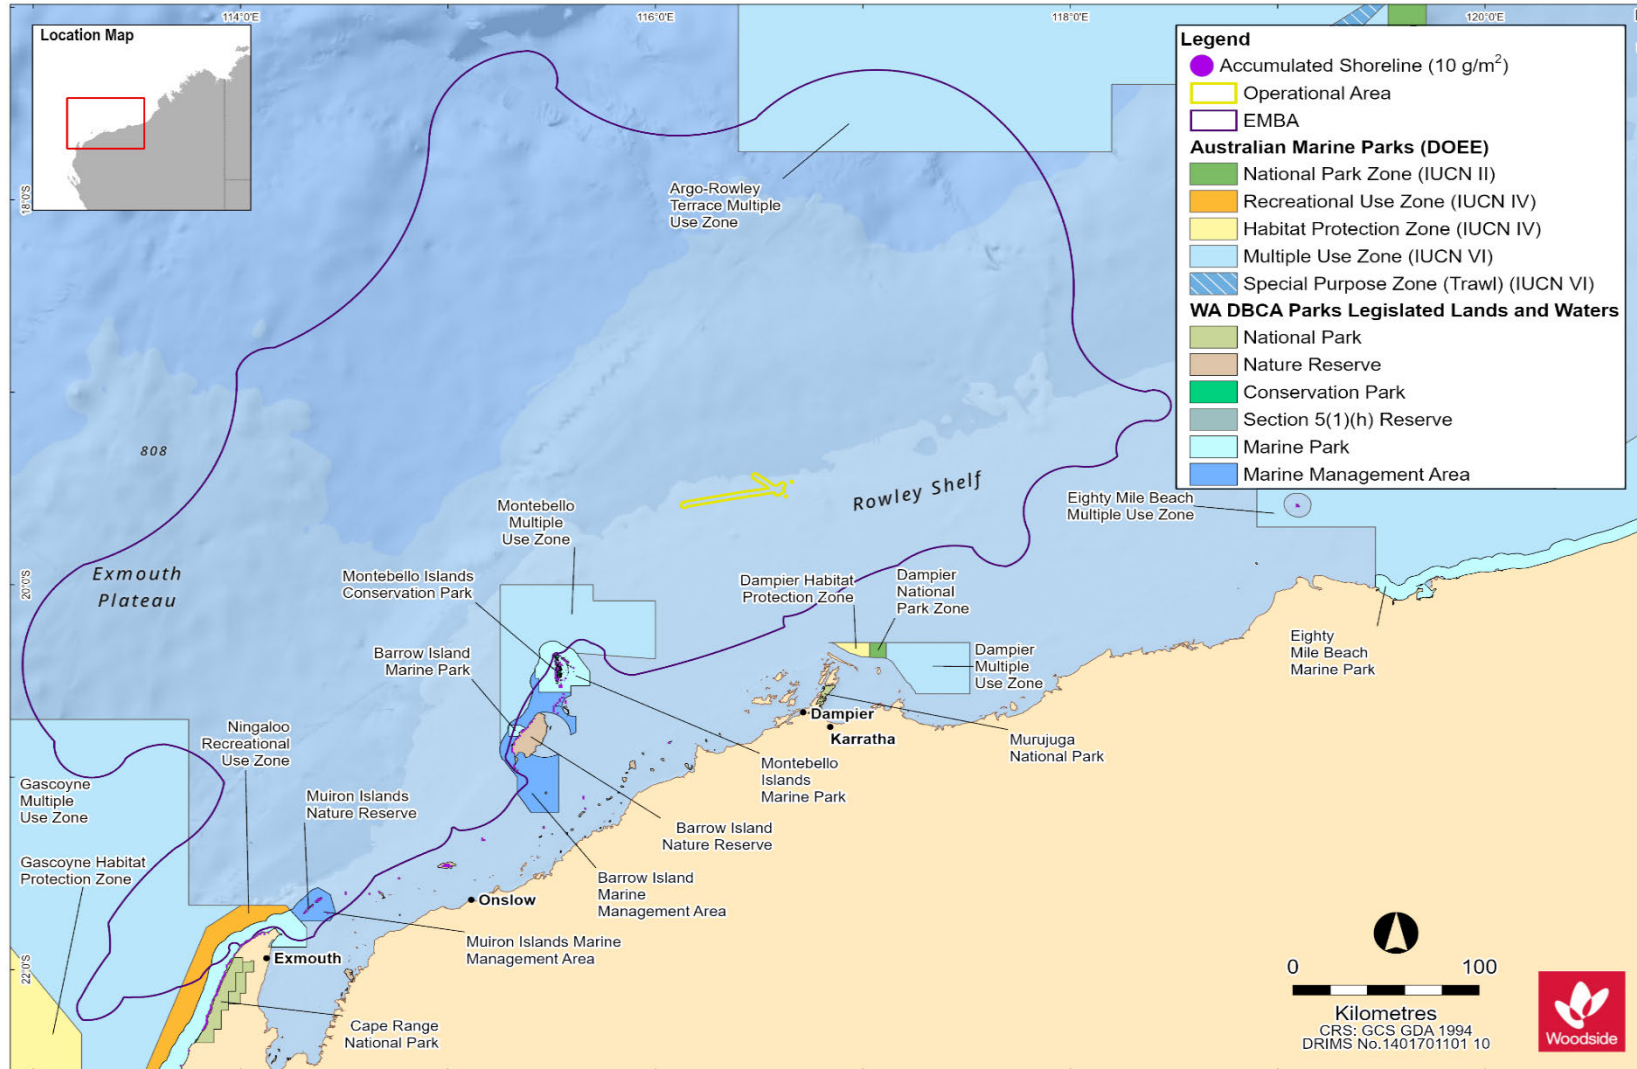 114°0'E
116°0'E
118°0'E
120°0'E
18°0'S
20°0'S
22°0'S
Location Map
Legend
Accumulated Shoreline (10 g/m²)
Operational Area
EMBA
Australian Marine Parks (DOEE)
National Park Zone (IUCN II)
Recreational Use Zone (IUCN IV)
Habitat Protection Zone (IUCN IV)
Multiple Use Zone (IUCN VI)
Special Purpose Zone (Trawl) (IUCN VI)
WA DBCA Parks Legislated Lands and Waters
National Park
Nature Reserve
Conservation Park
Section 5(1)(h) Reserve
Marine Park
Marine Management Area
Argo-Rowley
Terrace Multiple
Use Zone
808
Rowley Shelf
Exmouth
Plateau
Montebello
Multiple
Use Zone
Eighty Mile Beach
Multiple Use Zone
Montebello Islands
Conservation Park
Dampier Habitat
Protection Zone
Dampier
National
Park Zone
Barrow Island
Marine Park
Dampier
Multiple
Use Zone
Eighty
Mile Beach
Marine Park
Ningaloo
Recreational
Use Zone
Dampier
Karratha
Murujuga
National Park
Montebello
Islands
Marine Park
Gascoyne
Multiple
Use Zone
Muiron Islands
Nature Reserve
Barrow Island
Nature Reserve
Gascoyne Habitat
Protection Zone
Barrow Island
Marine
Management Area
Onslow
Muiron Islands Marine
Management Area
Exmouth
Cape Range
National Park
0 100
Kilometres
CRS: GCS GDA 1994
DRIMS No.1401701101 10
Woodside